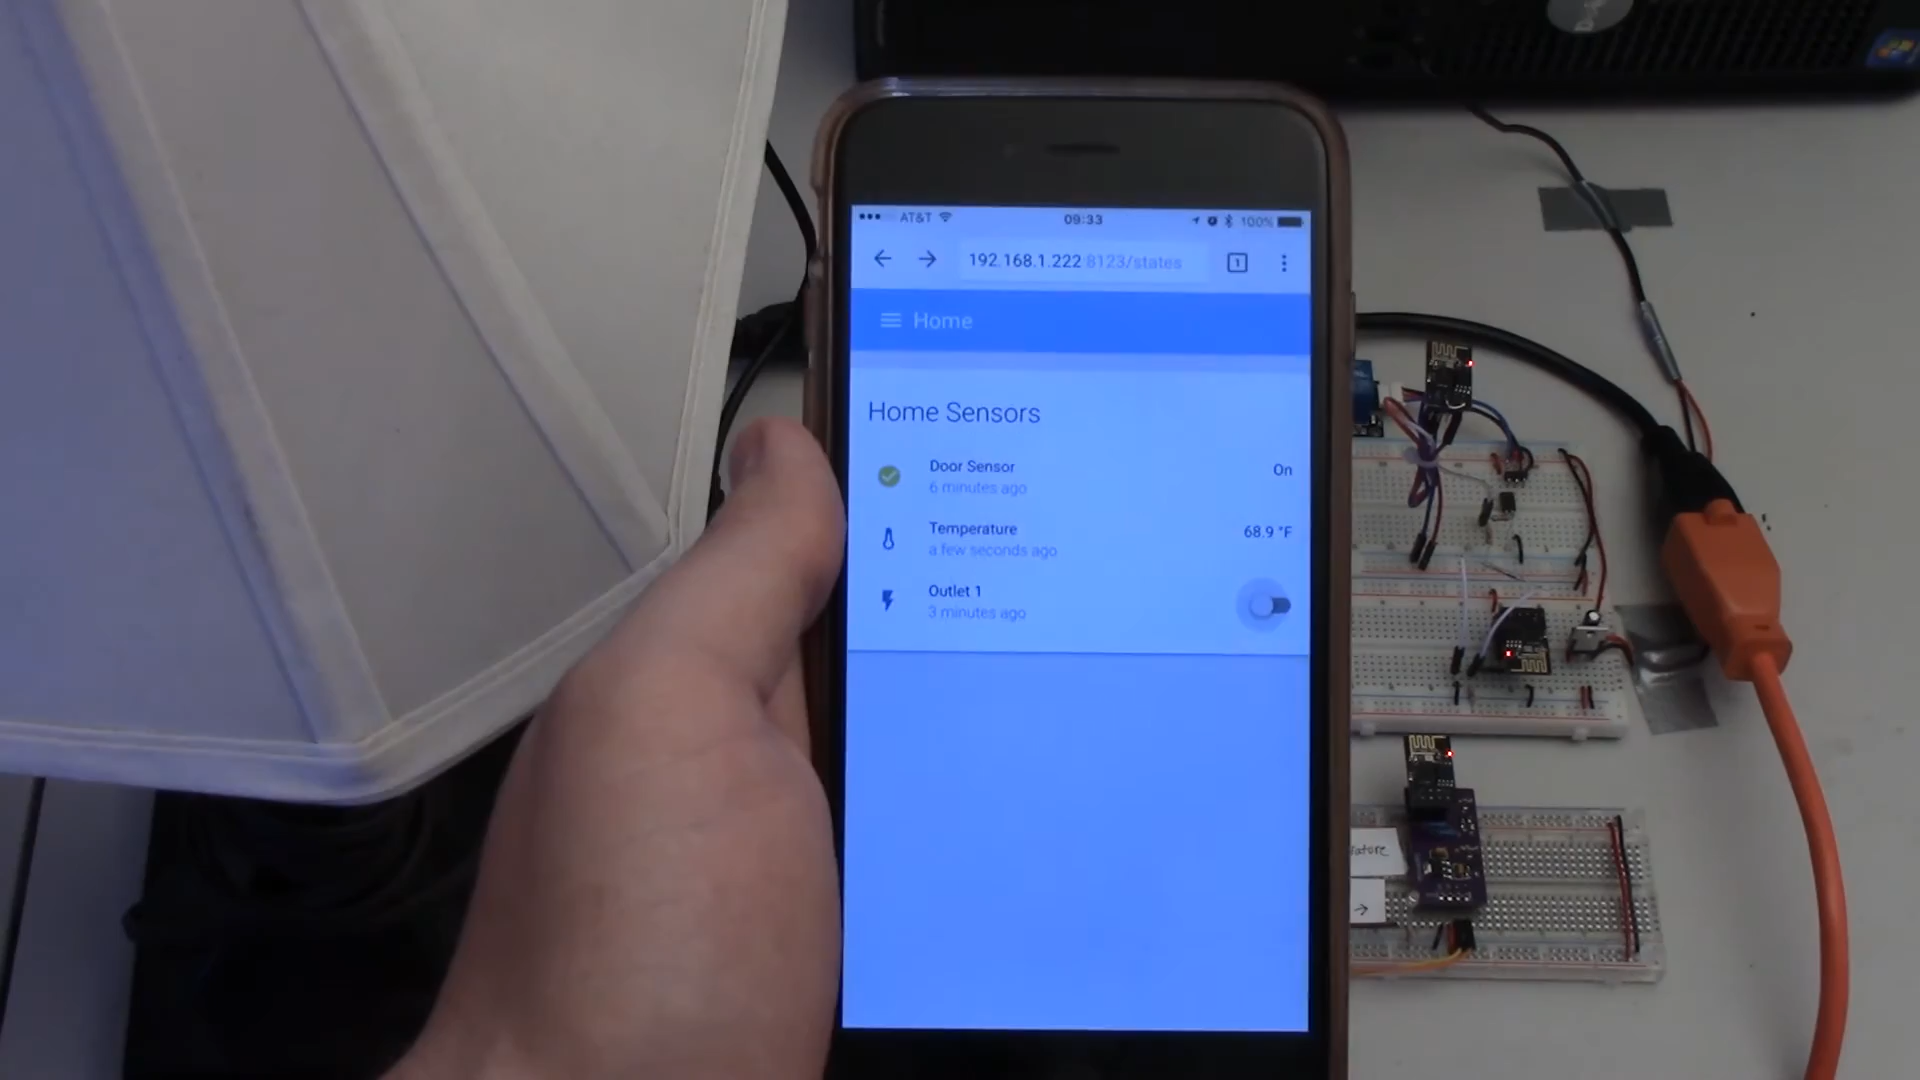 AT&T 09:33 100%
192.168.1.222:8123/states 1
Home
Home Sensors
Door Sensor On
6 minutes ago
Temperature 68.9 °F
a few seconds ago
Outlet 1
3 minutes ago
→